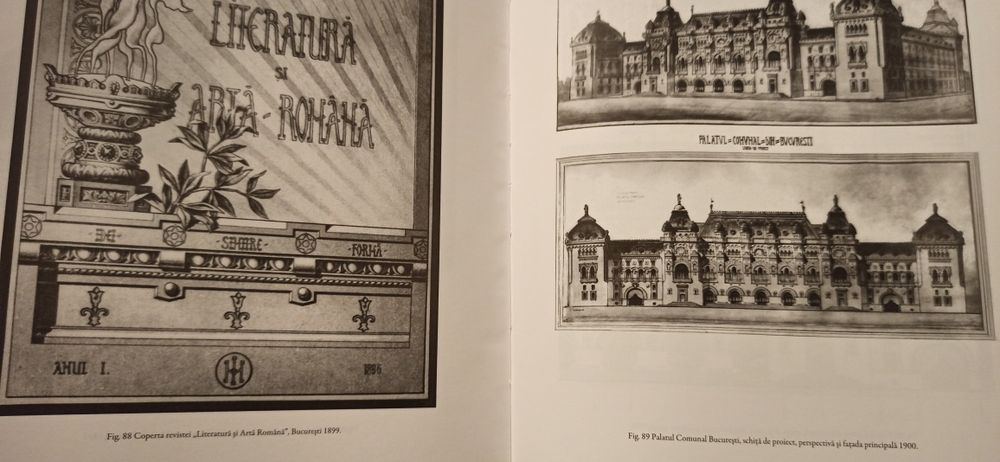 LITERATURĂ
ȘI
ARTĂ-ROMÂNĂ
IDEI - SIMȚIRE - FORMĂ
ANUL I.
1896
Fig. 88 Coperta revistei „Literatură și Artă Română”, București 1899.
PALATUL=COMUNAL=DIN=BUCURESTI
Fig. 89 Palatul Comunal București, schiță de proiect, perspectivă și fațada principală 1900.